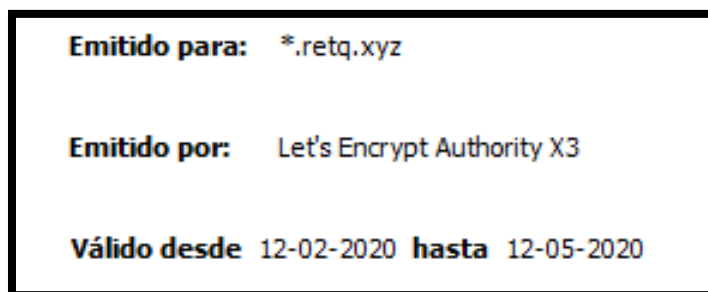 Emitido para: *.retq.xyz
Emitido por: Let's Encrypt Authority X3
Válido desde 12-02-2020 hasta 12-05-2020